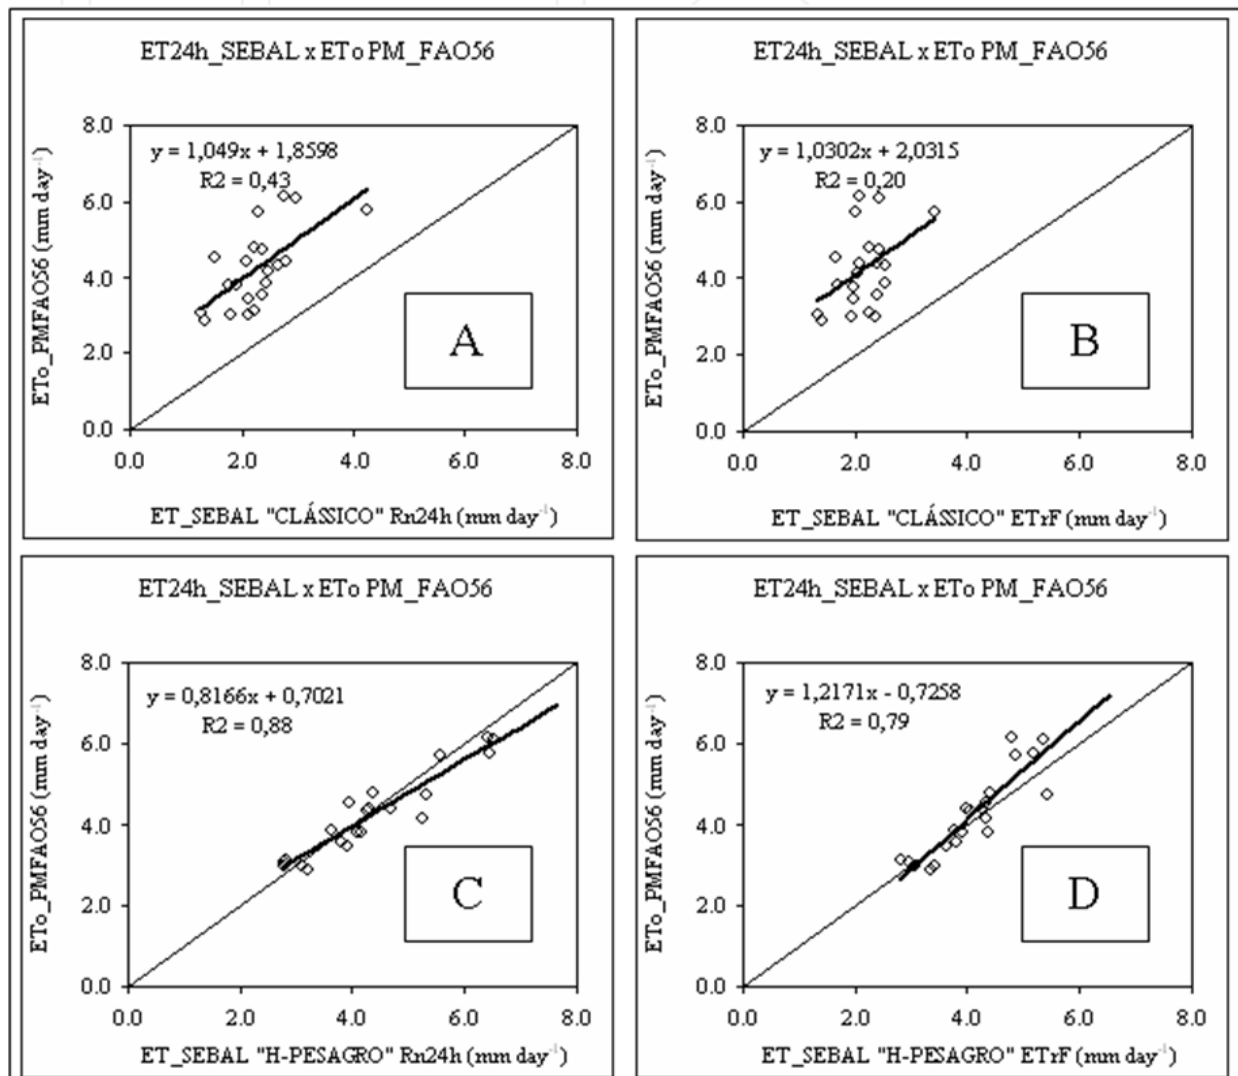 ET24h_SEBAL x ETo PM_FAO56
8.0
y = 1,049x + 1,8598
R2 = 0,43
6.0
4.0
2.0
0.0
ETo_PMFAO56 (mm day-1)
A
0.0 2.0 4.0 6.0 8.0
ET_SEBAL "CLÁSSICO" Rn24h (mm day-1)
ET24h_SEBAL x ETo PM_FAO56
8.0
y = 1,0302x + 2,0315
R2 = 0,20
6.0
4.0
2.0
0.0
ETo_PMFAO56 (mm day-1)
B
0.0 2.0 4.0 6.0 8.0
ET_SEBAL "CLÁSSICO" ETrF (mm day-1)
ET24h_SEBAL x ETo PM_FAO56
8.0
y = 0,8166x + 0,7021
R2 = 0,88
6.0
4.0
2.0
0.0
ETo_PMFAO56 (mm day-1)
C
0.0 2.0 4.0 6.0 8.0
ET_SEBAL "H-PESAGRO" Rn24h (mm day-1)
ET24h_SEBAL x ETo PM_FAO56
8.0
y = 1,2171x - 0,7258
R2 = 0,79
6.0
4.0
2.0
0.0
ETo_PMFAO56 (mm day-1)
D
0.0 2.0 4.0 6.0 8.0
ET_SEBAL "H-PESAGRO" ETrF (mm day-1)